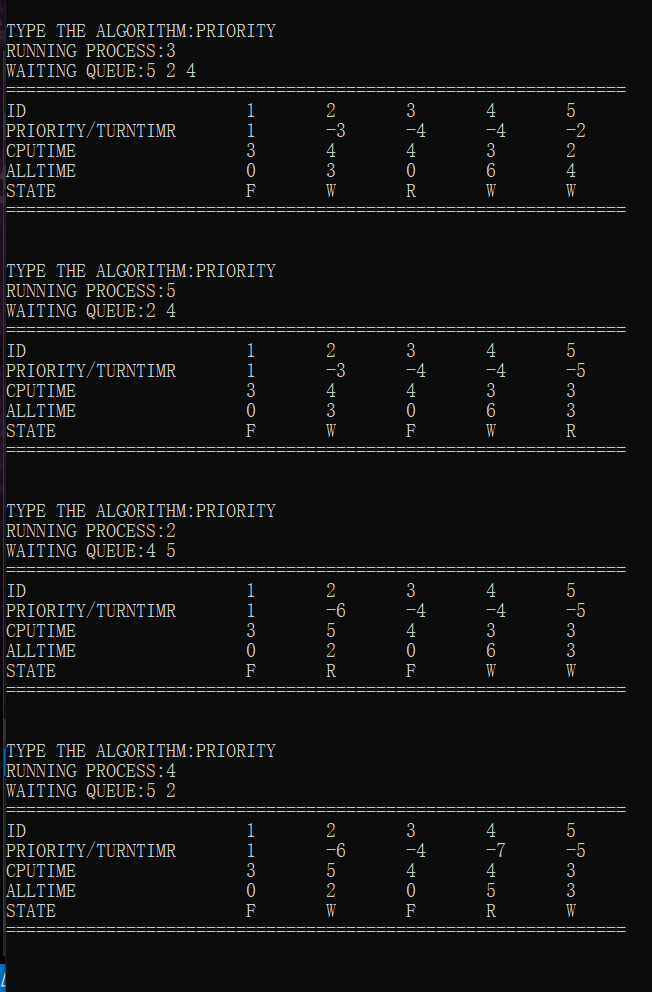 TYPE THE ALGORITHM:PRIORITY
RUNNING PROCESS:3
WAITING QUEUE:5 2 4
==============================================================
ID 1 2 3 4 5
PRIORITY/TURNTIMR 1 -3 -4 -4 -2
CPUTIME 3 4 4 3 2
ALLTIME 0 3 0 6 4
STATE F W R W W
==============================================================
TYPE THE ALGORITHM:PRIORITY
RUNNING PROCESS:5
WAITING QUEUE:2 4
==============================================================
ID 1 2 3 4 5
PRIORITY/TURNTIMR 1 -3 -4 -4 -5
CPUTIME 3 4 4 3 3
ALLTIME 0 3 0 6 3
STATE F W F W R
==============================================================
TYPE THE ALGORITHM:PRIORITY
RUNNING PROCESS:2
WAITING QUEUE:4 5
==============================================================
ID 1 2 3 4 5
PRIORITY/TURNTIMR 1 -6 -4 -4 -5
CPUTIME 3 5 4 3 3
ALLTIME 0 2 0 6 3
STATE F R F W W
==============================================================
TYPE THE ALGORITHM:PRIORITY
RUNNING PROCESS:4
WAITING QUEUE:5 2
==============================================================
ID 1 2 3 4 5
PRIORITY/TURNTIMR 1 -6 -4 -7 -5
CPUTIME 3 5 4 4 3
ALLTIME 0 2 0 5 3
STATE F W F R W
==============================================================